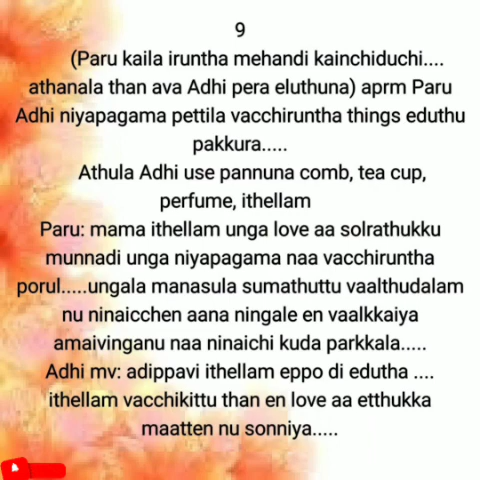 9
(Paru kaila iruntha mehandi kainchiduchi....
athanala than ava Adhi pera eluthuna) aprm Paru
Adhi niyapagama pettila vacchiruntha things eduthu
pakkura.....
Athula Adhi use pannuna comb, tea cup,
perfume, ithellam
Paru: mama ithellam unga love aa solrathukku
munnadi unga niyapagama naa vacchiruntha
porul.....ungala manasula sumathuttu vaalthudalam
nu ninaicchen aana ningale en vaalkkaiya
amaivinganu naa ninaichi kuda parkkala.....
Adhi mv: adippavi ithellam eppo di edutha ....
ithellam vacchikittu than en love aa etthukka
maatten nu sonniya.....